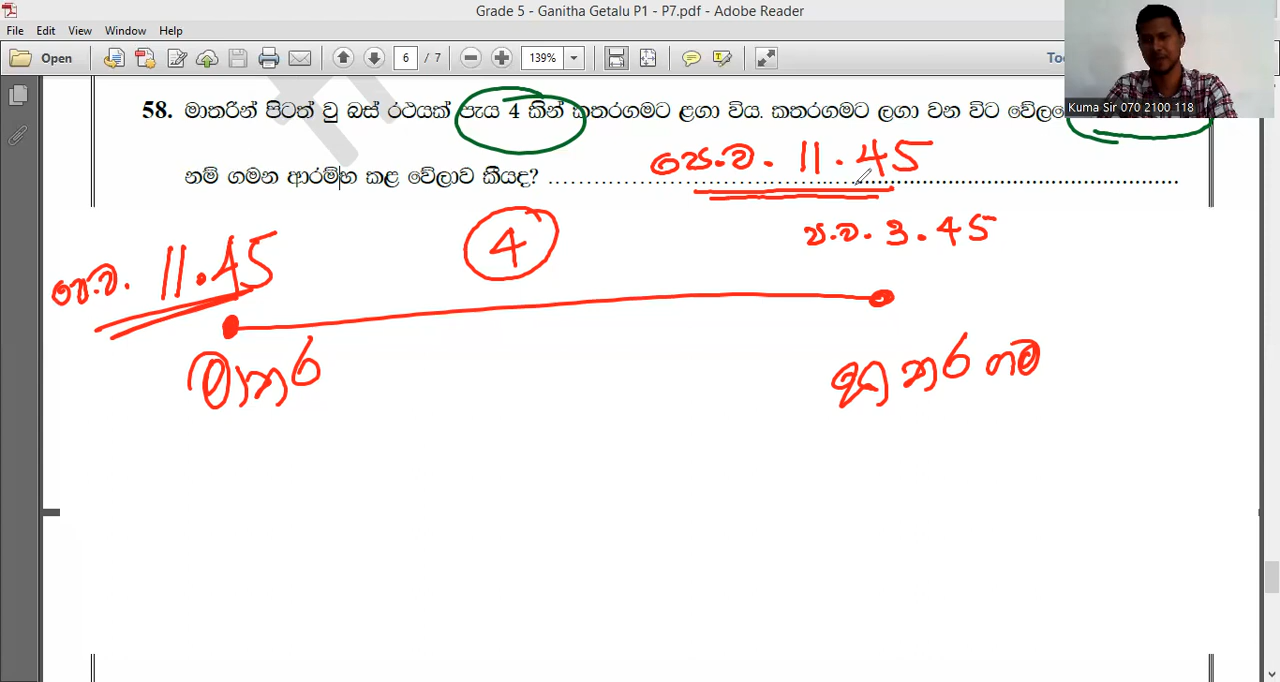 Grade 5 - Ganitha Getalu P1 - P7.pdf - Adobe Reader
File Edit View Window Help
Open 6 / 7 139%
Kuma Sir 070 2100 118
58. මාතරින් පිටත් වු බස් රථයක් පැය 4 කින් කතරගමට ළගා විය. කතරගමට ලගා වන විට වේලා
පෙ.ව. 11.45
නම් ගමන ආරම්භ කළ වේලාව කීයද?
ප.ව. 3.45
4
පෙ.ව. 11.45
මාතර
කතරගම